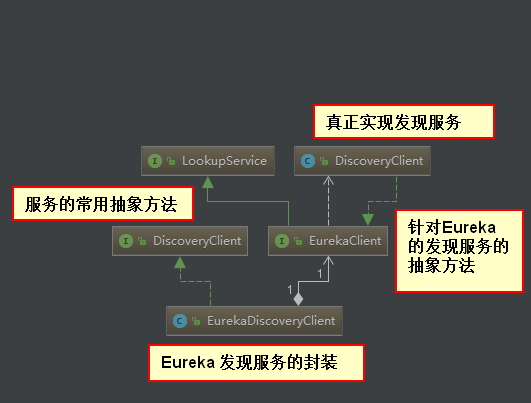 真正实现发现服务
I LookupService
C DiscoveryClient
服务的常用抽象方法
针对Eureka
的发现服务的
抽象方法
I DiscoveryClient
I EurekaClient
1
1
C EurekaDiscoveryClient
Eureka 发现服务的封装